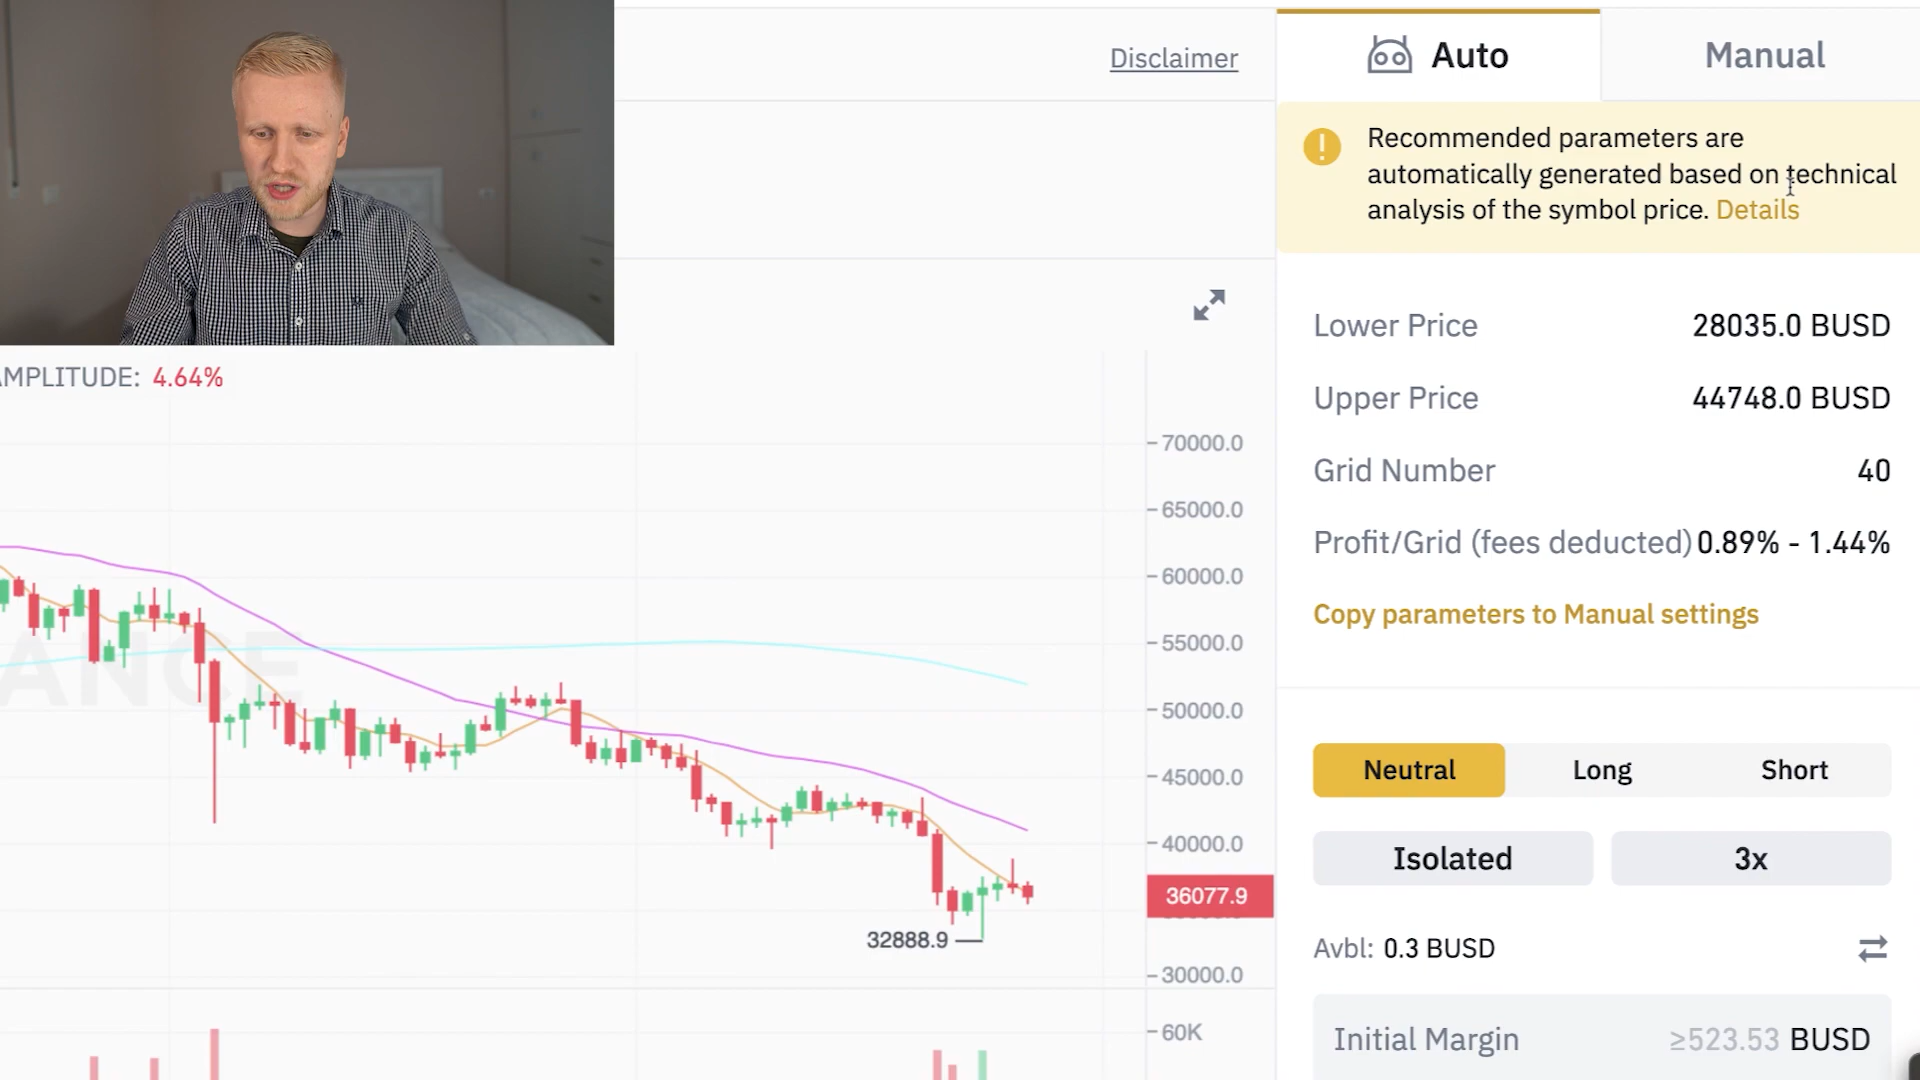 Disclaimer
Auto
Manual
Recommended parameters are
automatically generated based on technical
analysis of the symbol price. Details
Lower Price 28035.0 BUSD
Upper Price 44748.0 BUSD
Grid Number 40
Profit/Grid (fees deducted) 0.89% - 1.44%
Copy parameters to Manual settings
Neutral Long Short
Isolated 3x
Avbl: 0.3 BUSD
Initial Margin ≥523.53 BUSD
AMPLITUDE: 4.64%
70000.0
65000.0
60000.0
55000.0
50000.0
45000.0
40000.0
36077.9
30000.0
60K
32888.9
ANCE